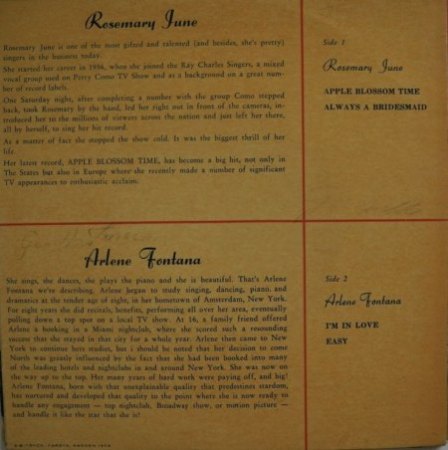 Rosemary June
Rosemary June is one of the most gifted and talented (and besides, she's pretty)
singers in the business today.
She started her career in 1956, when she joined the Ray Charles Singers, a mixed
vocal group used on Perry Como TV Show and as a background on a great num-
ber of record labels.
One Saturday night, after completing a number with the group Como stepped
back, took Rosemary by the hand, led her right out in front of the cameras, in-
troduced her to the millions of viewers across the nation and just left her there,
all by herself, to sing her hit record.
As a matter of fact she stopped the show cold. It was the biggest thrill of her
life.
Her latest record, APPLE BLOSSOM TIME, has become a big hit, not only in
The States but also in Europe where she recently made a number of significant
TV appearances to enthusiastic acclaim.
Side 1
Rosemary June
APPLE BLOSSOM TIME
ALWAYS A BRIDESMAID
Arlene Fontana
She sings, she dances, she plays the piano and she is beautiful. That's Arlene
Fontana we're describing. Arlene began to study singing, dancing, piano, and
dramatics at the tender age of eight, in her hometown of Amsterdam, New York.
For eight years she did recitals, benefits, performing all over her area, eventually
pulling down a top spot on a local TV show. At 16, a family friend offered
Arlene a booking in a Miami nightclub, where she scored such a resounding
success that she stayed in that city for a whole year. Arlene then came to New
York to continue hers studies, but i should be noted that her decision to come
North was greatly influenced by the fact that she had been booked into many
of the leading hotels and nightclubs in and around New York. She was now on
the way up to the top. Her many years of hard work were paying off, and big!
Arlene Fontana, born with that unexplainable quality that predestines stardom,
has nurtured and developed that quality to the point where she is now ready to
handle any engagement — top nightclub, Broadway show, or motion picture —
and handle it like the star that she is!
Side 2
Arlene Fontana
I'M IN LOVE
EASY